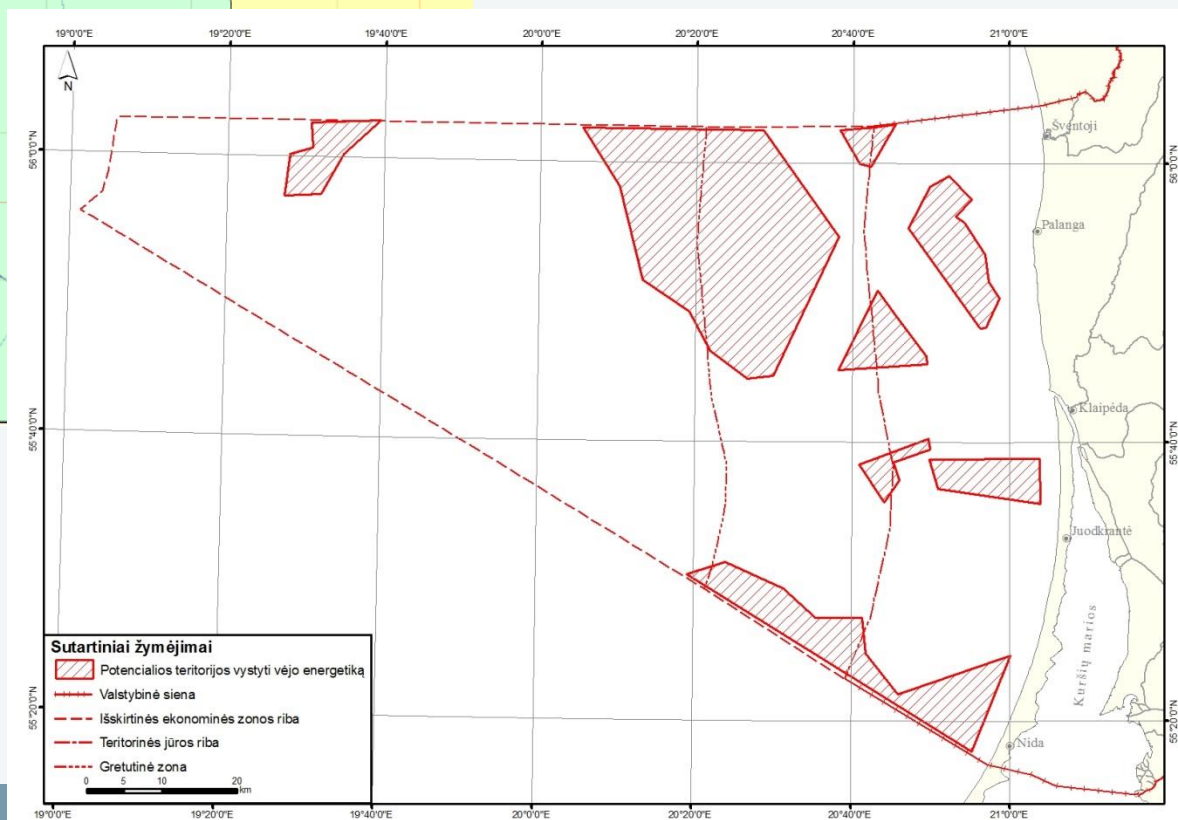 19°0'0"E 19°20'0"E 19°40'0"E 20°0'0"E 20°20'0"E 20°40'0"E 21°0'0"E
N
56°0'0"N 56°0'0"N
Šventoji
Palanga
Klaipėda
55°40'0"N 55°40'0"N
Juodkrantė
Kuršių marios
55°20'0"N 55°20'0"N
Nida
Sutartiniai žymėjimai
Potencialios teritorijos vystyti vėjo energetiką
Valstybinė siena
Išskirtinės ekonominės zonos riba
Teritorinės jūros riba
Gretutinė zona
0 5 10 20
km
19°0'0"E 19°20'0"E 19°40'0"E 20°0'0"E 20°20'0"E 20°40'0"E 21°0'0"E